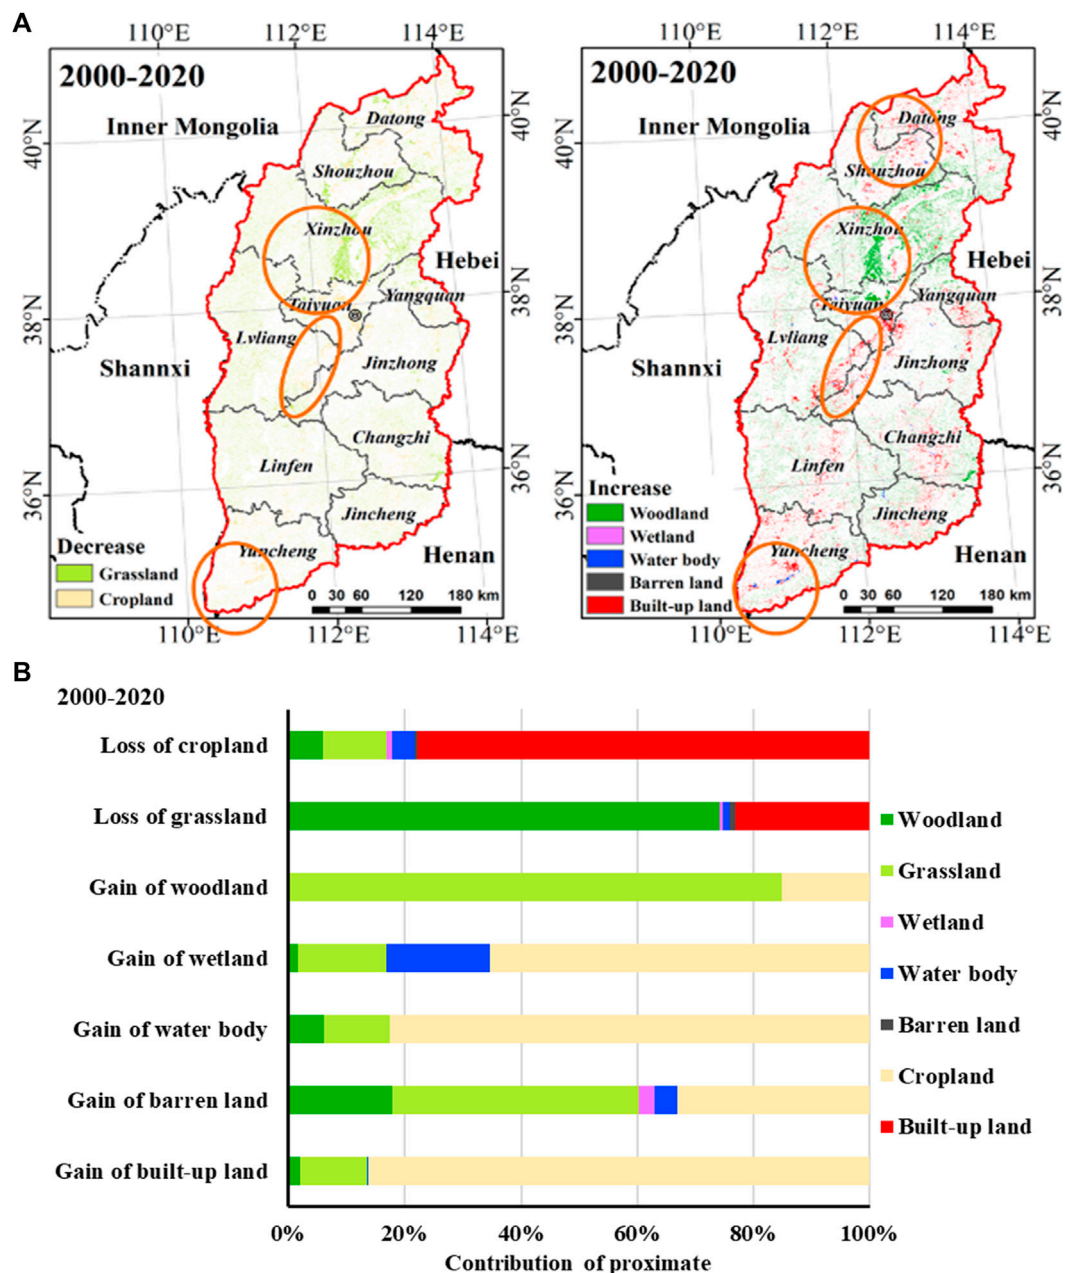 A
110°E 112°E 114°E
2000-2020
Inner Mongolia
Datong
40°N
40°N
Shouzhou
Xinzhou
Hebei
Taiyuan
Yangquan
38°N
38°N
Lvliang
Shannxi
Jinzhong
Changzhi
Linfen
36°N
36°N
Jincheng
Decrease
Yuncheng
Henan
Grassland
Cropland
0 30 60 120 180 km
110°E 112°E 114°E
110°E 112°E 114°E
2000-2020
Inner Mongolia
Datong
40°N
40°N
Shouzhou
Xinzhou
Hebei
Taiyuan
Yangquan
38°N
38°N
Lvliang
Shannxi
Jinzhong
Changzhi
Linfen
36°N
36°N
Increase
Woodland
Jincheng
Wetland
Water body
Yuncheng
Henan
Barren land
Built-up land
0 30 60 120 180 km
110°E 112°E 114°E
B
2000-2020
Loss of cropland
Loss of grassland
Gain of woodland
Gain of wetland
Gain of water body
Gain of barren land
Gain of built-up land
0% 20% 40% 60% 80% 100%
Contribution of proximate
Woodland
Grassland
Wetland
Water body
Barren land
Cropland
Built-up land